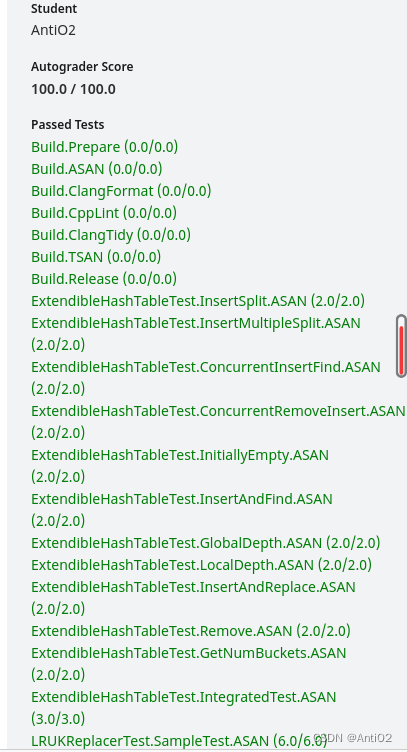 Student
AntiO2
Autograder Score
100.0 / 100.0
Passed Tests
Build.Prepare (0.0/0.0)
Build.ASAN (0.0/0.0)
Build.ClangFormat (0.0/0.0)
Build.CppLint (0.0/0.0)
Build.ClangTidy (0.0/0.0)
Build.TSAN (0.0/0.0)
Build.Release (0.0/0.0)
ExtendibleHashTableTest.InsertSplit.ASAN (2.0/2.0)
ExtendibleHashTableTest.InsertMultipleSplit.ASAN
(2.0/2.0)
ExtendibleHashTableTest.ConcurrentInsertFind.ASAN
(2.0/2.0)
ExtendibleHashTableTest.ConcurrentRemoveInsert.ASAN
(2.0/2.0)
ExtendibleHashTableTest.InitiallyEmpty.ASAN
(2.0/2.0)
ExtendibleHashTableTest.InsertAndFind.ASAN
(2.0/2.0)
ExtendibleHashTableTest.GlobalDepth.ASAN (2.0/2.0)
ExtendibleHashTableTest.LocalDepth.ASAN (2.0/2.0)
ExtendibleHashTableTest.InsertAndReplace.ASAN
(2.0/2.0)
ExtendibleHashTableTest.Remove.ASAN (2.0/2.0)
ExtendibleHashTableTest.GetNumBuckets.ASAN
(2.0/2.0)
ExtendibleHashTableTest.IntegratedTest.ASAN
(3.0/3.0)
LRUKReplacerTest.SampleTest.ASAN (6.0/6.0)
CSDN @AntiO2